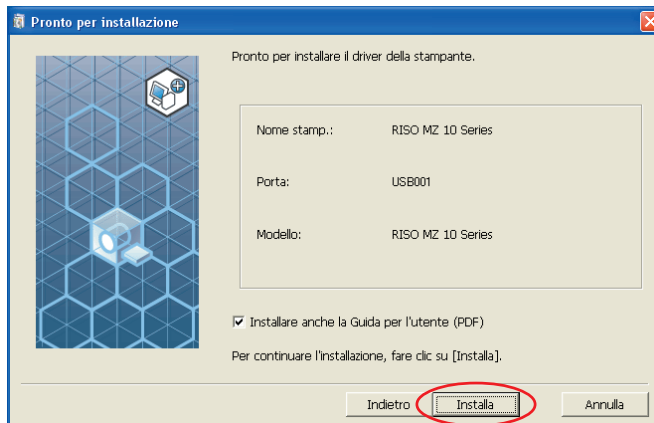 Pronto per installazione
Pronto per installare il driver della stampante.
Nome stamp.: RISO MZ 10 Series
Porta: USB001
Modello: RISO MZ 10 Series
Installare anche la Guida per l'utente (PDF)
Per continuare l'installazione, fare clic su [Installa].
Indietro Installa Annulla